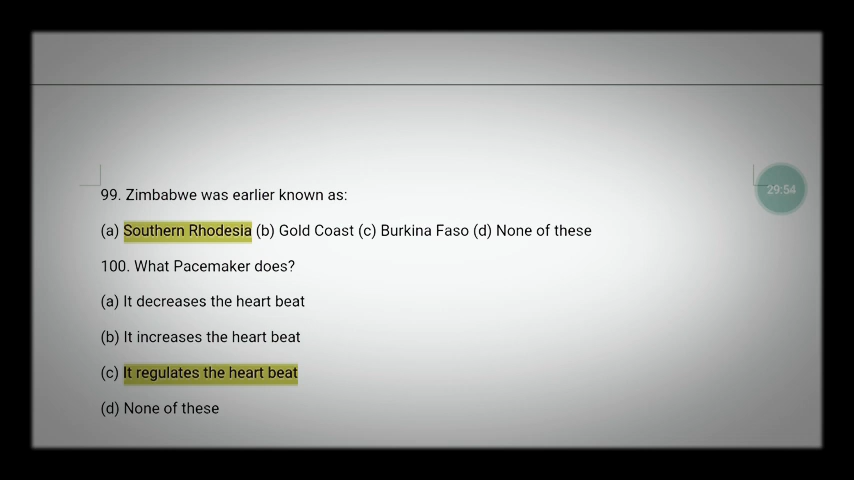 99. Zimbabwe was earlier known as:
29:54
(a) Southern Rhodesia (b) Gold Coast (c) Burkina Faso (d) None of these
100. What Pacemaker does?
(a) It decreases the heart beat
(b) It increases the heart beat
(c) It regulates the heart beat
(d) None of these